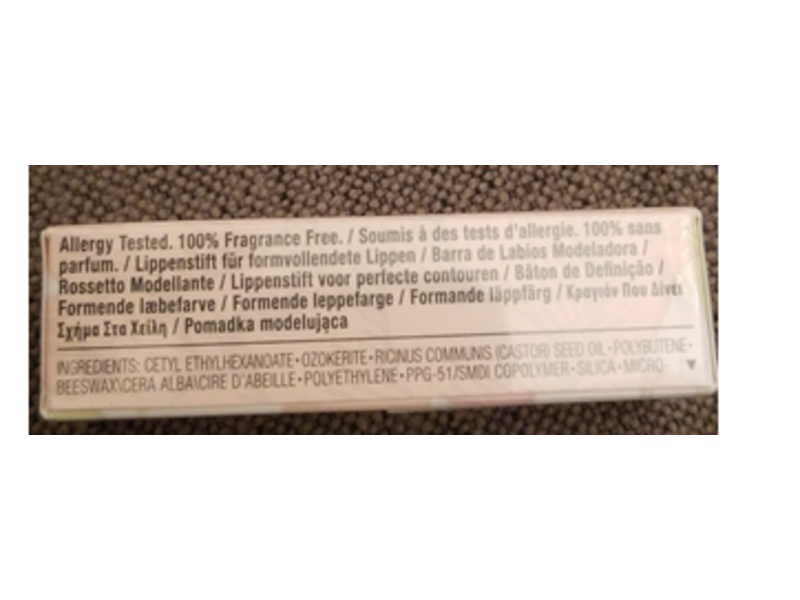 Allergy Tested. 100% Fragrance Free. / Soumis à des tests d'allergie. 100% sans
parfum. / Lippenstift für formvollendete Lippen / Barra de Labios Modeladora /
Rossetto Modellante / Lippenstift voor perfecte contouren / Bâton de Definição /
Formende læbefarve / Formende leppefarge / Formande läppfärg / Κραγιόν Που Δίνει
Σχήμα Στα Χείλη / Pomadka modelująca
INGREDIENTS: CETYL ETHYLHEXANOATE • OZOKERITE • RICINUS COMMUNIS (CASTOR) SEED OIL • POLYBUTENE •
BEESWAX\CERA ALBA\CIRE D'ABEILLE • POLYETHYLENE • PPG-51/SMDI COPOLYMER • SILICA • MICRO- ▼